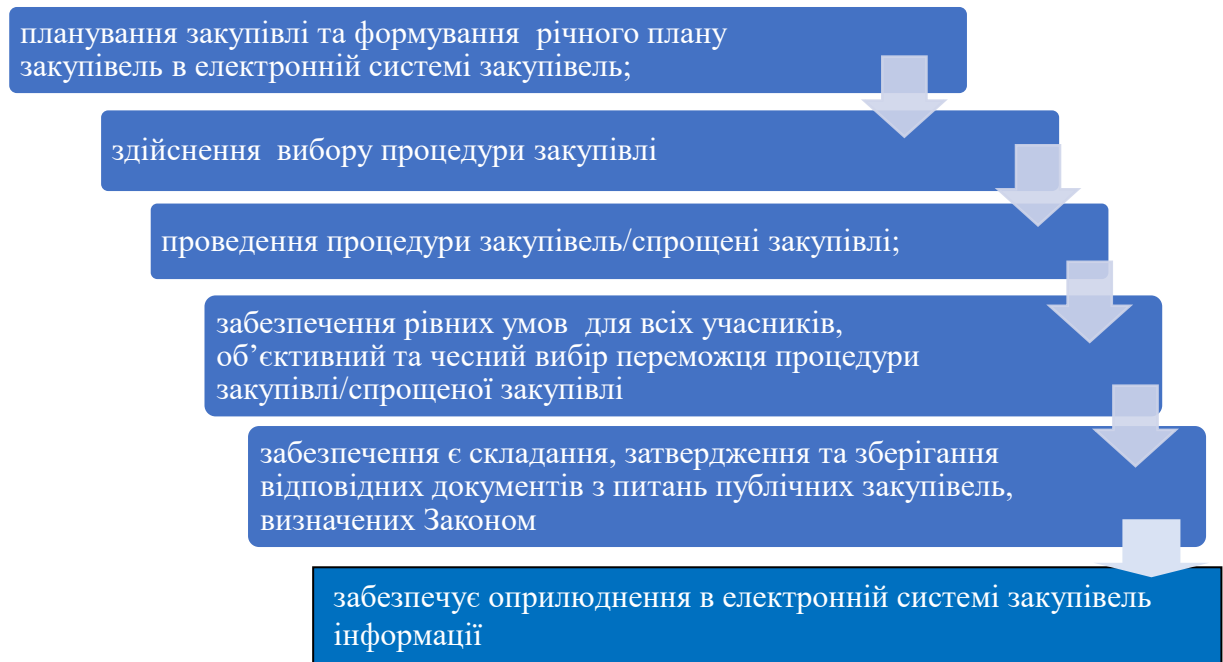 планування закупівлі та формування річного плану
закупівель в електронній системі закупівель;
здійснення вибору процедури закупівлі
проведення процедури закупівель/спрощені закупівлі;
забезпечення рівних умов для всіх учасників,
об’єктивний та чесний вибір переможця процедури
закупівлі/спрощеної закупівлі
забезпечення є складання, затвердження та зберігання
відповідних документів з питань публічних закупівель,
визначених Законом
забезпечує оприлюднення в електронній системі закупівель
інформації